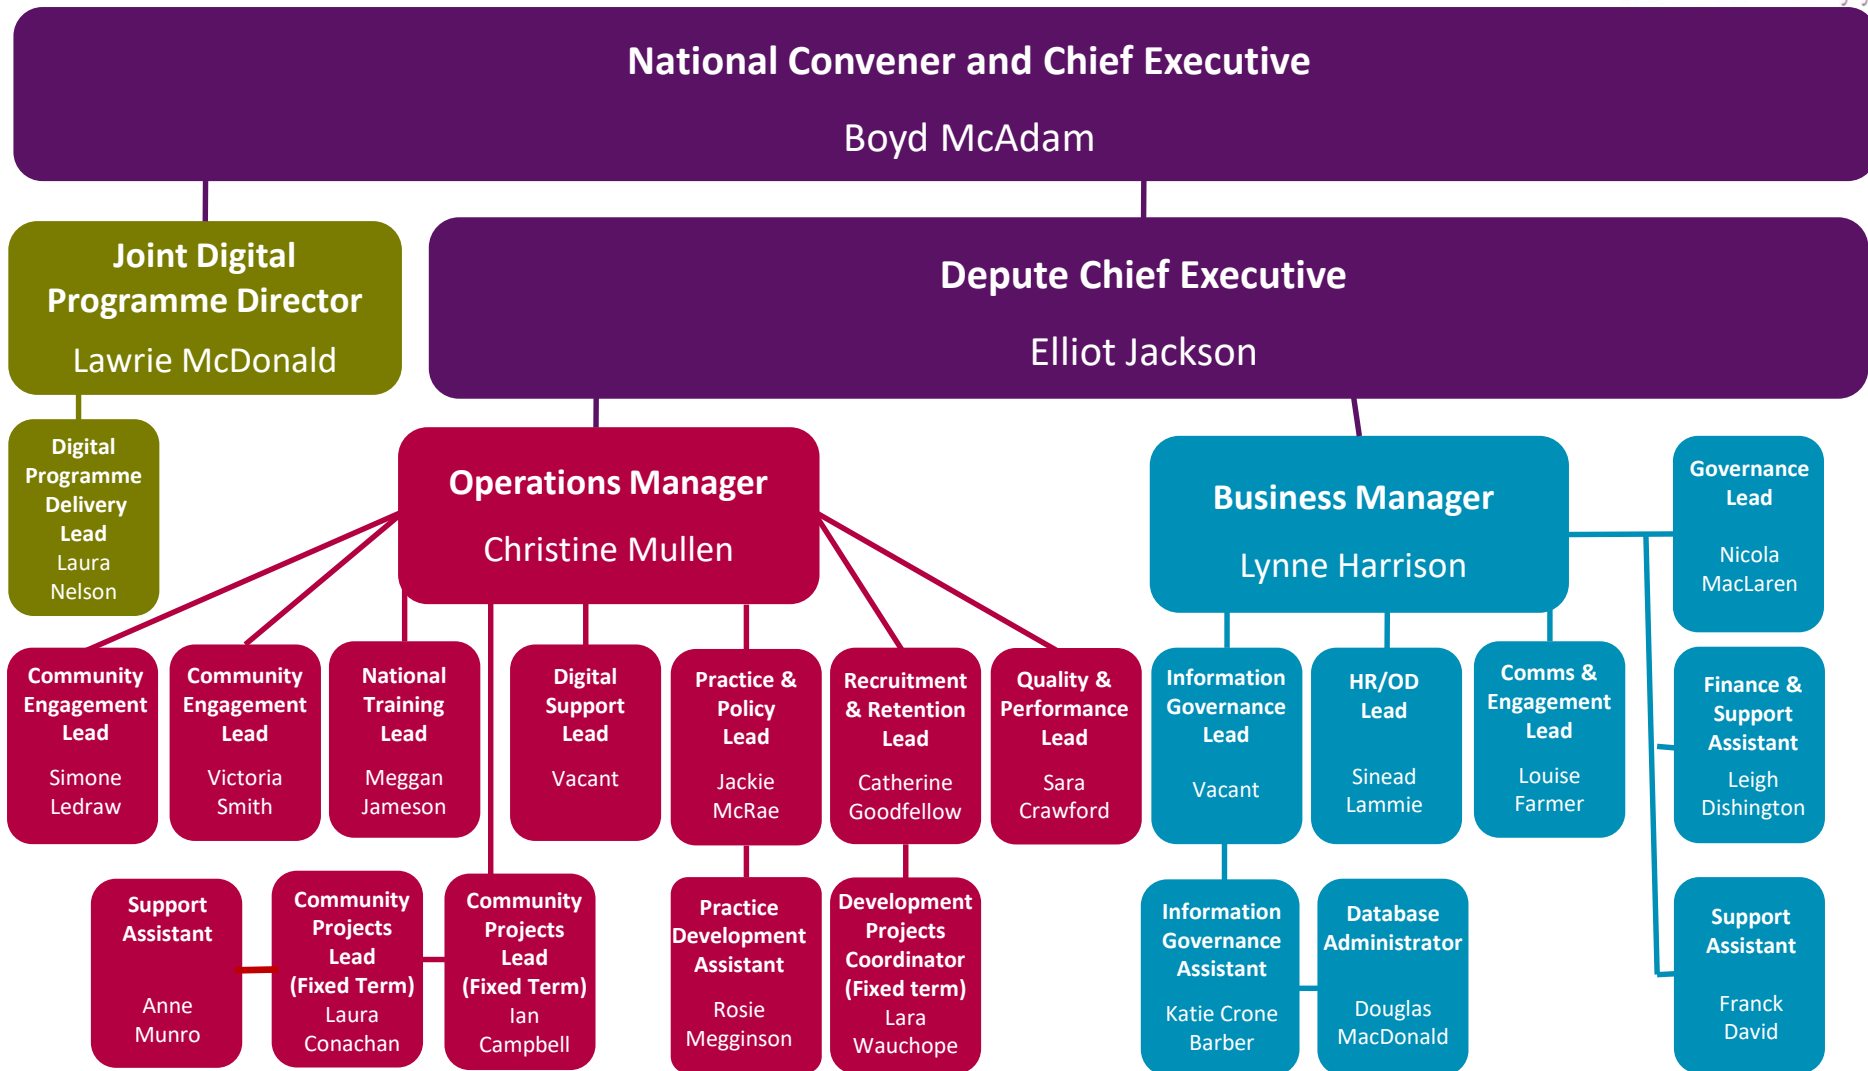 National Convener and Chief Executive
Boyd McAdam
Joint Digital
Programme Director
Lawrie McDonald
Depute Chief Executive
Elliot Jackson
Digital
Programme
Delivery
Lead
Laura
Nelson
Operations Manager
Christine Mullen
Business Manager
Lynne Harrison
Governance
Lead
Nicola
MacLaren
Community
Engagement
Lead
Simone
Ledraw
Community
Engagement
Lead
Victoria
Smith
National
Training
Lead
Meggan
Jameson
Digital
Support
Lead
Vacant
Practice &
Policy
Lead
Jackie
McRae
Recruitment
& Retention
Lead
Catherine
Goodfellow
Quality &
Performance
Lead
Sara
Crawford
Information
Governance
Lead
Vacant
HR/OD
Lead
Sinead
Lammie
Comms &
Engagement
Lead
Louise
Farmer
Finance &
Support
Assistant
Leigh
Dishington
Support
Assistant
Anne
Munro
Community
Projects
Lead
(Fixed Term)
Laura
Conachan
Community
Projects
Lead
(Fixed Term)
Ian
Campbell
Practice
Development
Assistant
Rosie
Megginson
Development
Projects
Coordinator
(Fixed term)
Lara
Wauchope
Information
Governance
Assistant
Katie Crone
Barber
Database
Administrator
Douglas
MacDonald
Support
Assistant
Franck
David